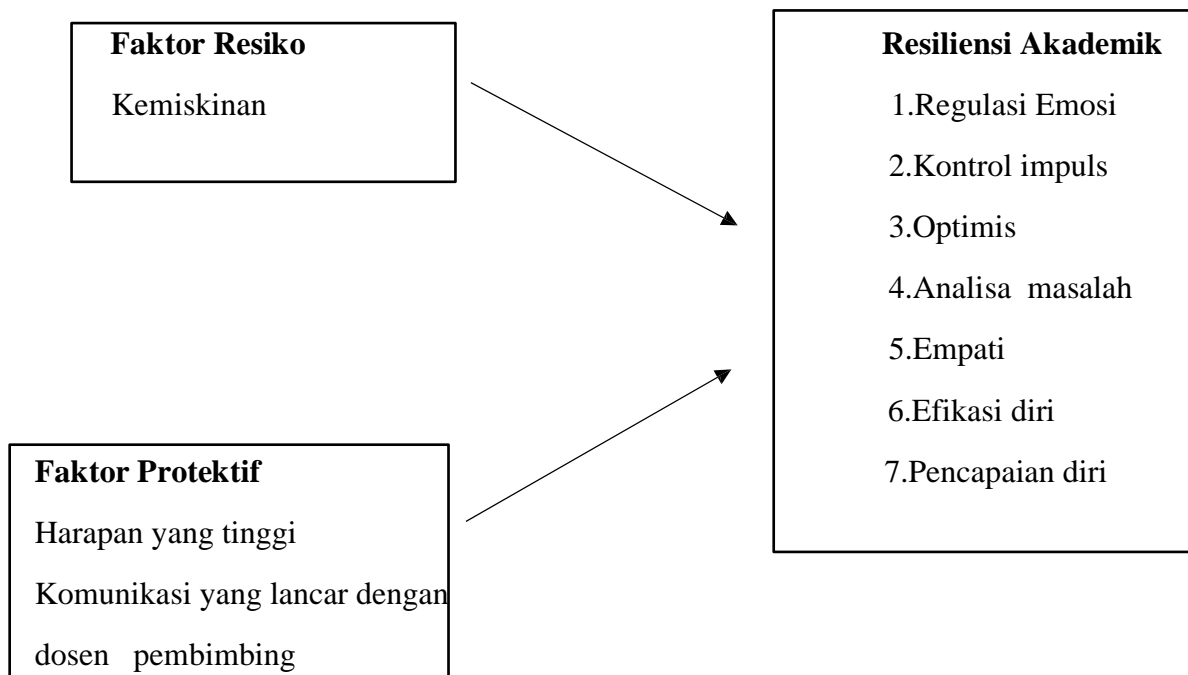 Faktor Resiko
Kemiskinan
Resiliensi Akademik
1.Regulasi Emosi
2.Kontrol impuls
3.Optimis
4.Analisa masalah
5.Empati
6.Efikasi diri
7.Pencapaian diri
Faktor Protektif
Harapan yang tinggi
Komunikasi yang lancar dengan
dosen pembimbing